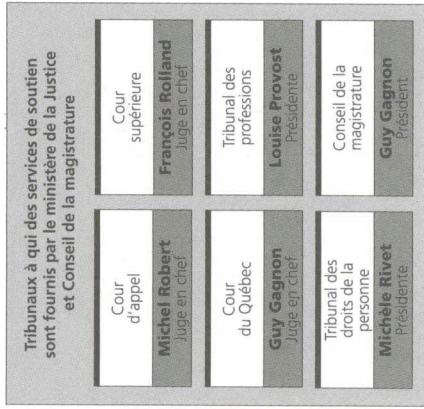 Tribunaux à qui des services de soutien
sont fournis par le ministère de la Justice
et Conseil de la magistrature
Cour
d'appel
Michel Robert
Juge en chef
Cour
supérieure
François Rolland
Juge en chef
Cour
du Québec
Guy Gagnon
Juge en chef
Tribunal des
professions
Louise Provost
Présidente
Tribunal des
droits de la
personne
Michèle Rivet
Présidente
Conseil de la
magistrature
Guy Gagnon
Président